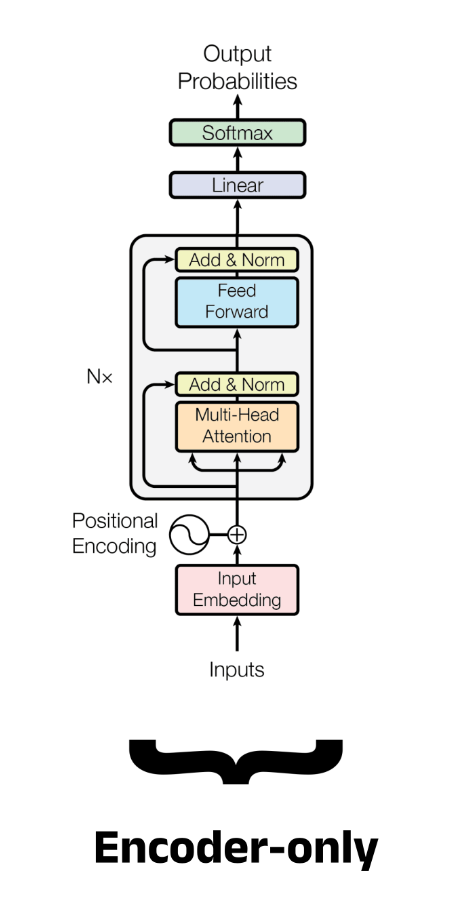 Output
Probabilities
Softmax
Linear
Add & Norm
Feed
Forward
Nx
Add & Norm
Multi-Head
Attention
Positional
Encoding
Input
Embedding
Inputs
Encoder-only